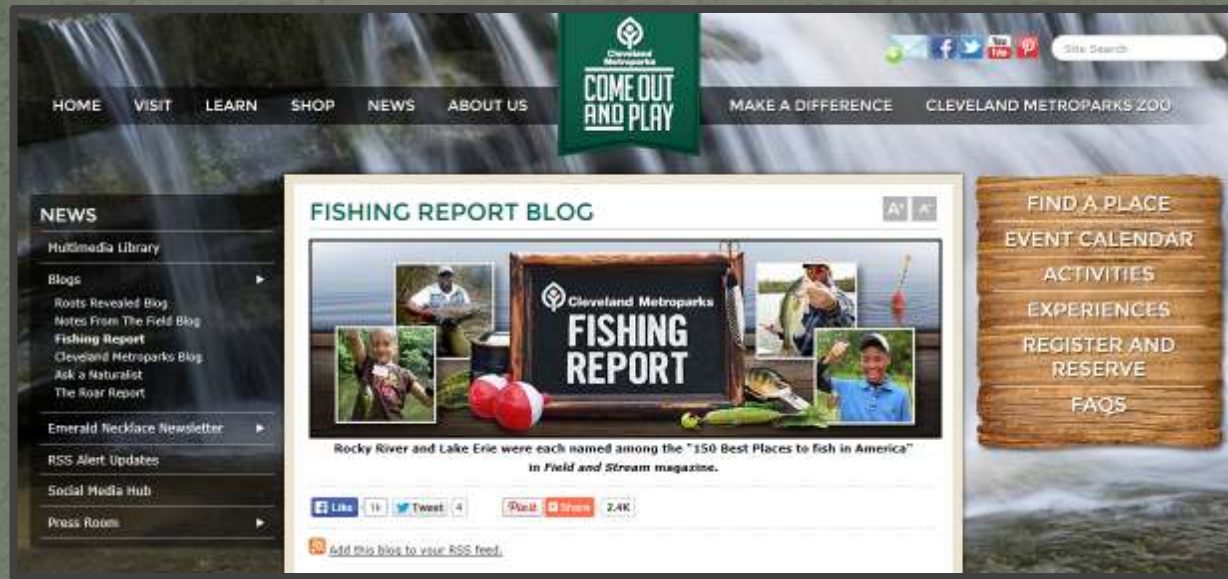 Cleveland
Metroparks
COME OUT
AND PLAY
Site Search
HOME VISIT LEARN SHOP NEWS ABOUT US MAKE A DIFFERENCE CLEVELAND METROPARKS ZOO
NEWS
Multimedia Library
Blogs
Roots Revealed Blog
Notes From The Field Blog
Fishing Report
Cleveland Metroparks Blog
Ask a Naturalist
The Roar Report
Emerald Necklace Newsletter
RSS Alert Updates
Social Media Hub
Press Room
FISHING REPORT BLOG
A+ A-
Cleveland Metroparks
FISHING
REPORT
Rocky River and Lake Erie were each named among the "150 Best Places to fish in America"
in Field and Stream magazine.
Like 1k Tweet 4 Pin it Share 2.4K
Add this blog to your RSS feed.
FIND A PLACE
EVENT CALENDAR
ACTIVITIES
EXPERIENCES
REGISTER AND
RESERVE
FAQS